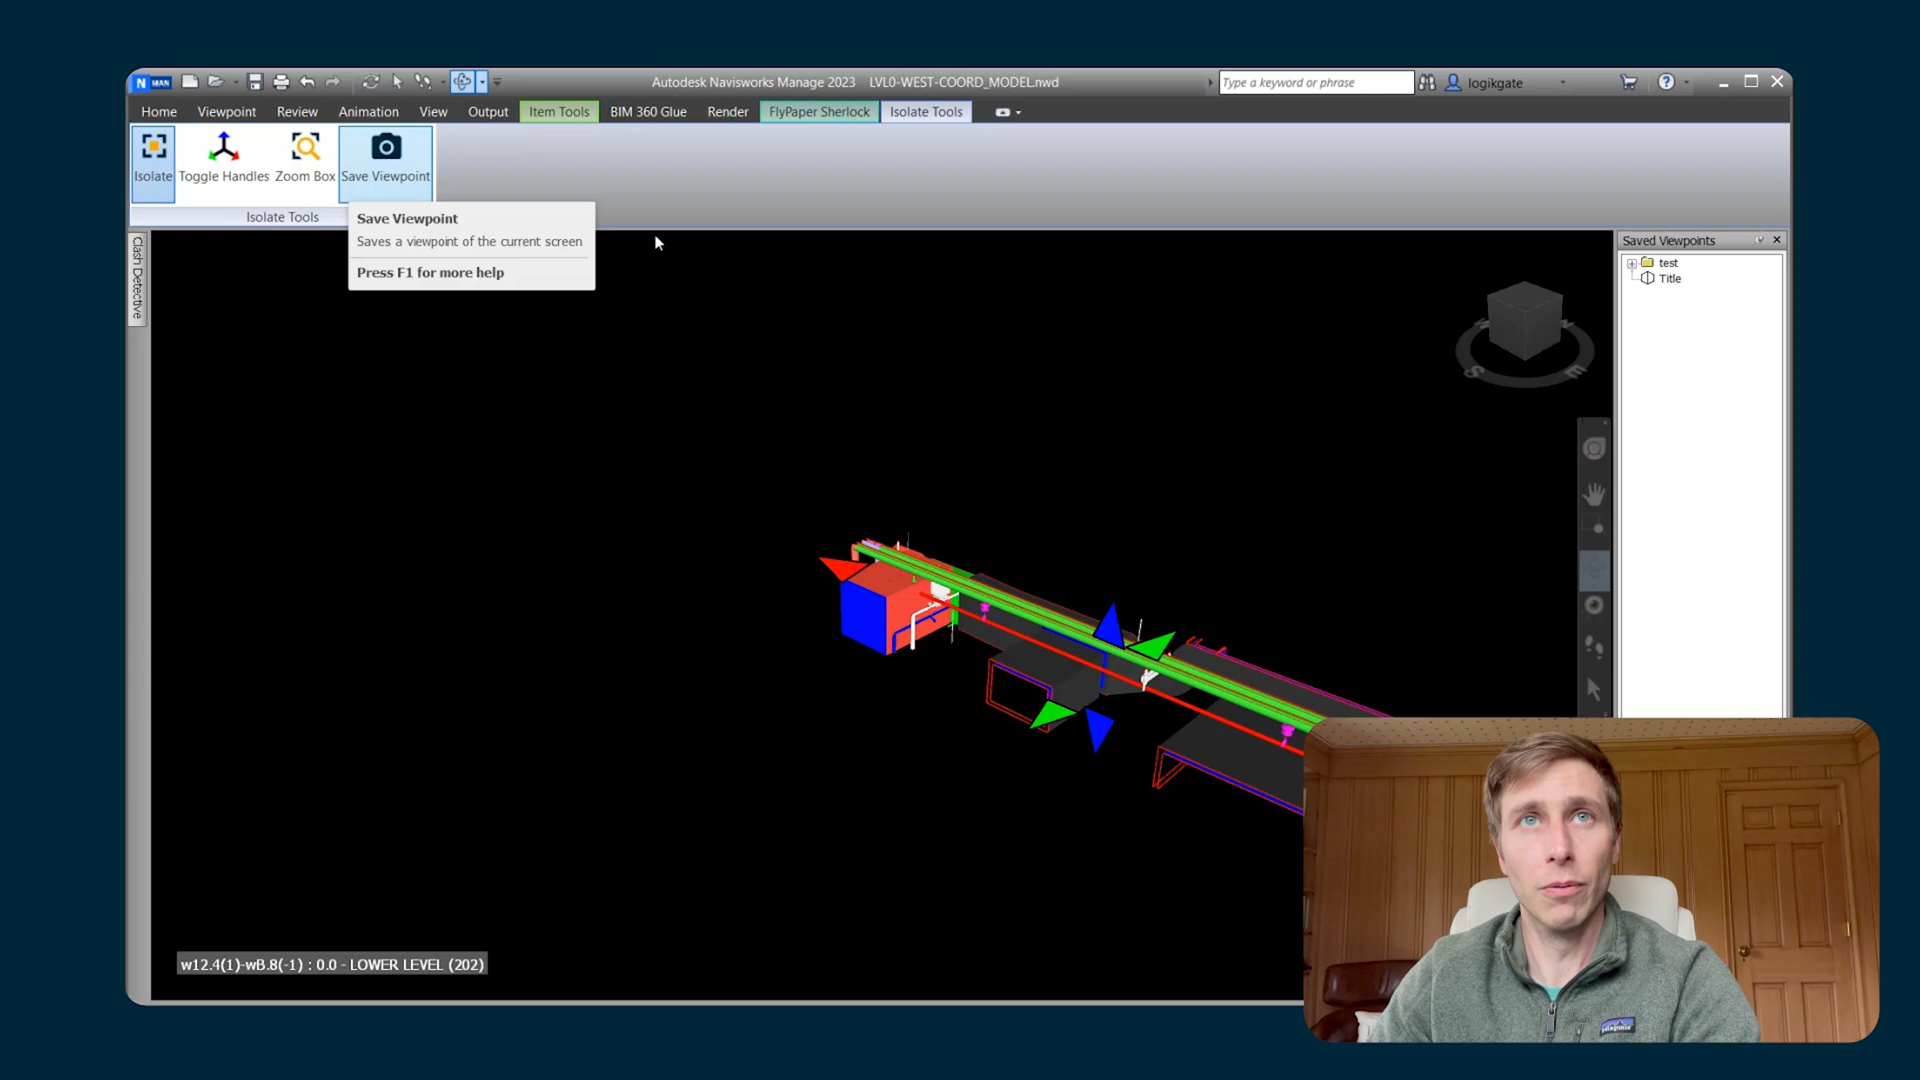 N MAN
Autodesk Navisworks Manage 2023 LVL0-WEST-COORD_MODEL.nwd
Type a keyword or phrase
logikgate
Home Viewpoint Review Animation View Output Item Tools BIM 360 Glue Render FlyPaper Sherlock Isolate Tools
Isolate Toggle Handles Zoom Box Save Viewpoint
Isolate Tools
Save Viewpoint
Saves a viewpoint of the current screen
Press F1 for more help
Clash Detective
Saved Viewpoints
test
Title
W
S E
w12.4(1)-wB.8(-1) : 0.0 - LOWER LEVEL (202)
patagonia